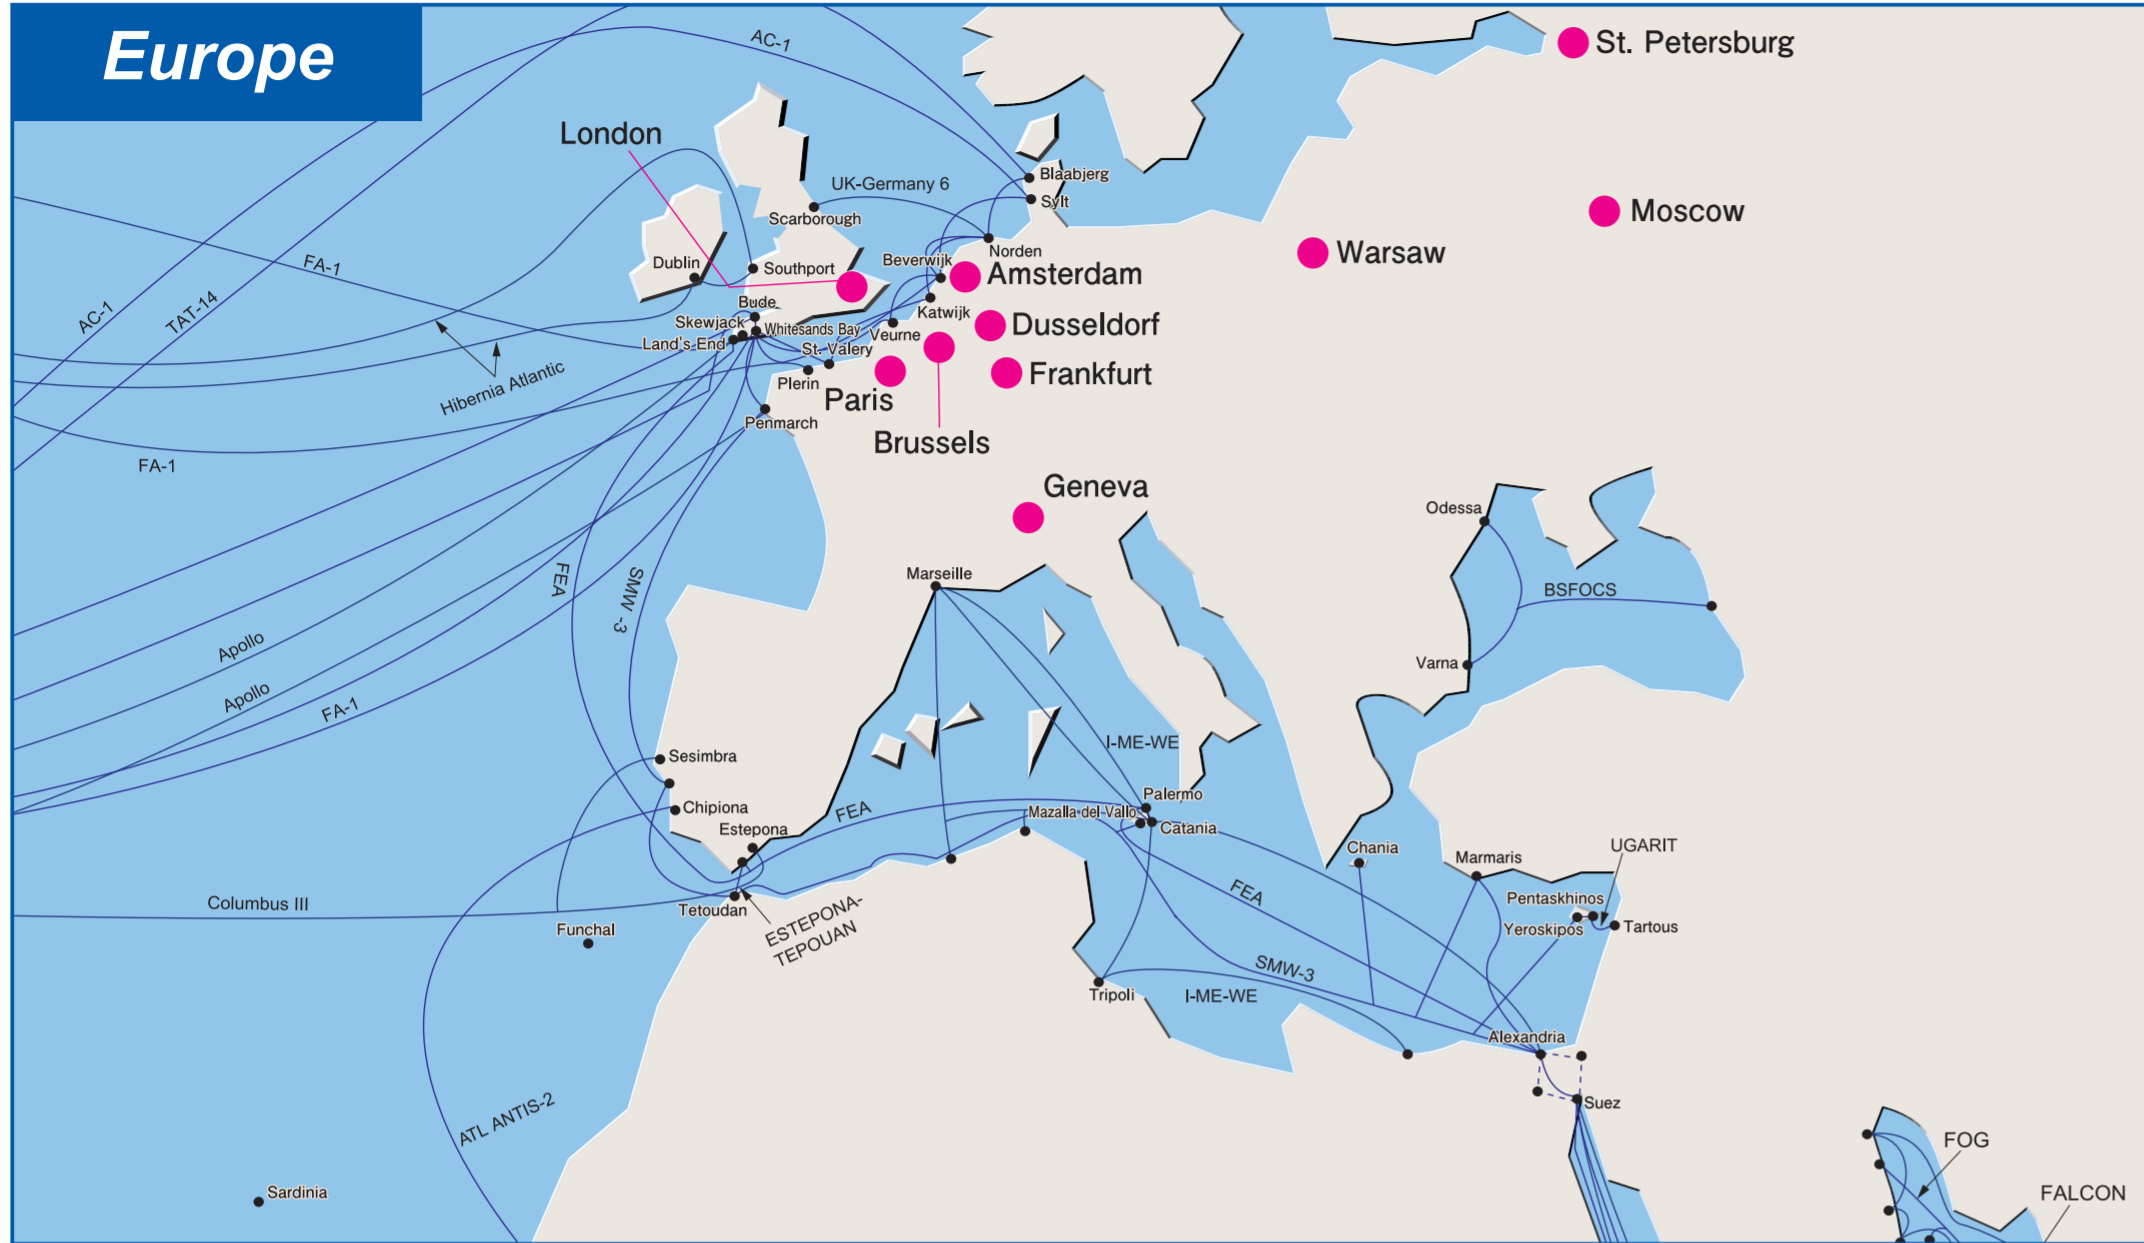 Europe
AC-1
St. Petersburg
London
Blaabjerg
UK-Germany 6
Sylt
Scarborough
Moscow
Norden
Warsaw
Dublin
Southport
Beverwijk
Amsterdam
FA-1
AC-1
TAT-14
Bude
Katwijk
Skewjack
Whitesands Bay
Veurne
Dusseldorf
Land's End
St. Valery
Hibernia Atlantic
Plerin
Paris
Frankfurt
Penmarch
Brussels
FA-1
Geneva
Odessa
Marseille
FEA
SMW -3
BSFOCS
Apollo
Varna
Apollo
FA-1
I-ME-WE
Sesimbra
Palermo
Chipiona
FEA
Mazalla del Vallo
Catania
Estepona
Chania
Marmaris
UGARIT
FEA
Pentaskhinos
Columbus III
Tetoudan
Yeroskipos
Tartous
Funchal
ESTEPONA-
TEPOUAN
SMW-3
Tripoli
I-ME-WE
Alexandria
Suez
ATL ANTIS-2
FOG
Sardinia
FALCON